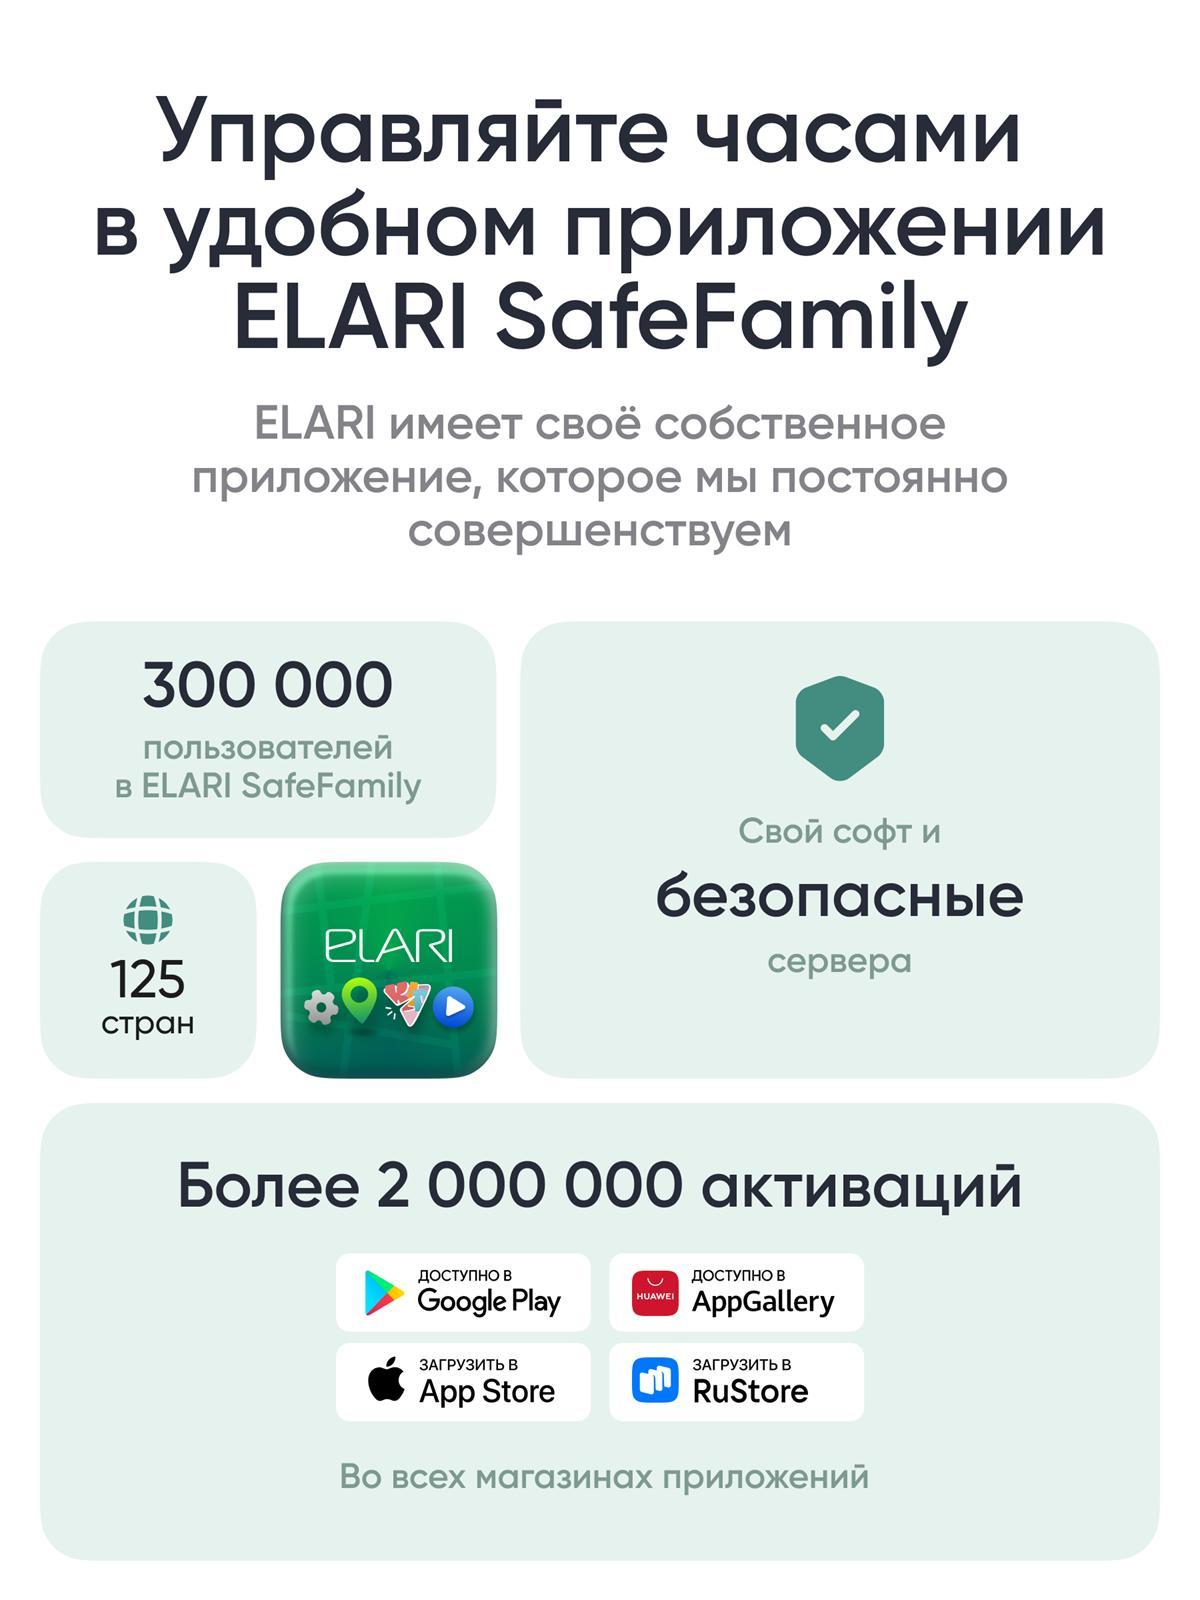 Управляйте часами
в удобном приложении
ELARI SafeFamily
ELARI имеет своё собственное
приложение, которое мы постоянно
совершенствуем
300 000
пользователей
в ELARI SafeFamily
Свой софт и
безопасные
сервера
125
стран
ELARI
Более 2 000 000 активаций
ДОСТУПНО В
Google Play
HUAWEI
ДОСТУПНО В
AppGallery
ЗАГРУЗИТЬ В
App Store
ЗАГРУЗИТЬ В
RuStore
Во всех магазинах приложений